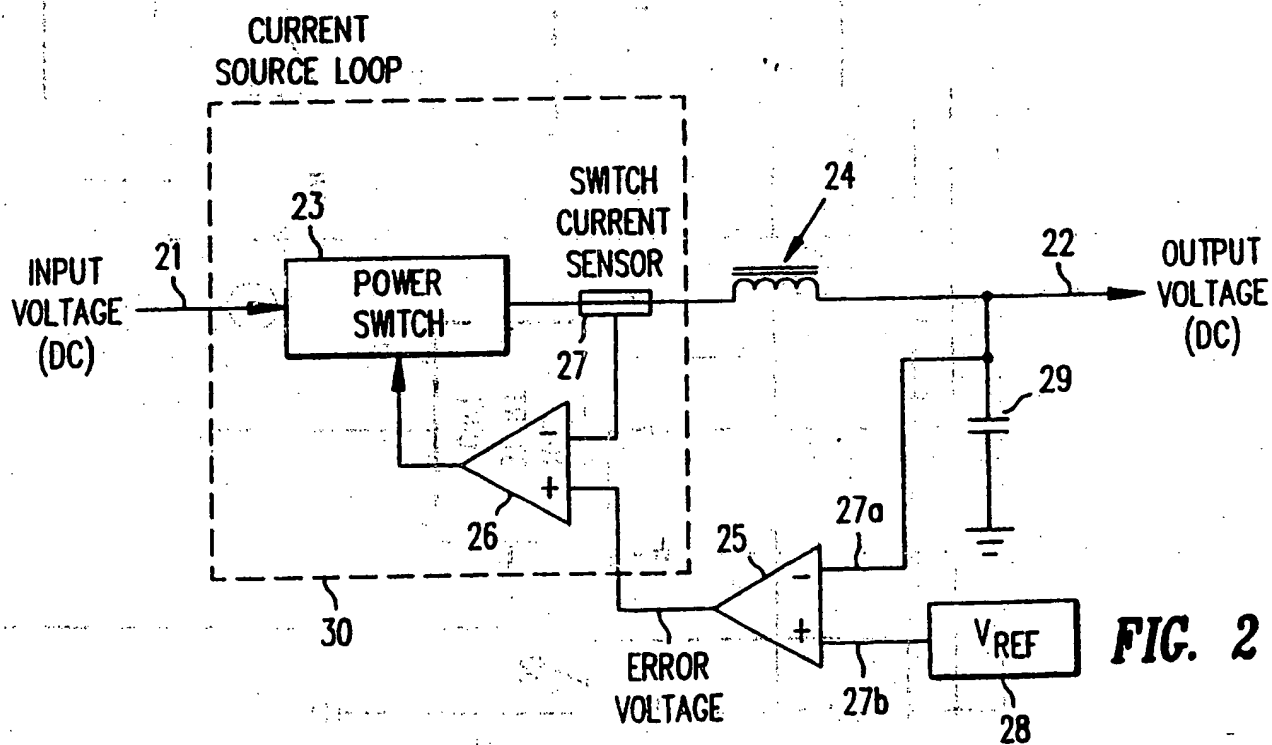 CURRENT
SOURCE LOOP
SWITCH
CURRENT
SENSOR
24
23
21
22
INPUT
VOLTAGE
(DC)
POWER
SWITCH
OUTPUT
VOLTAGE
(DC)
27
29
-
+
26
27a
25
-
+
30
ERROR
VOLTAGE
27b
VREF
28
FIG. 2